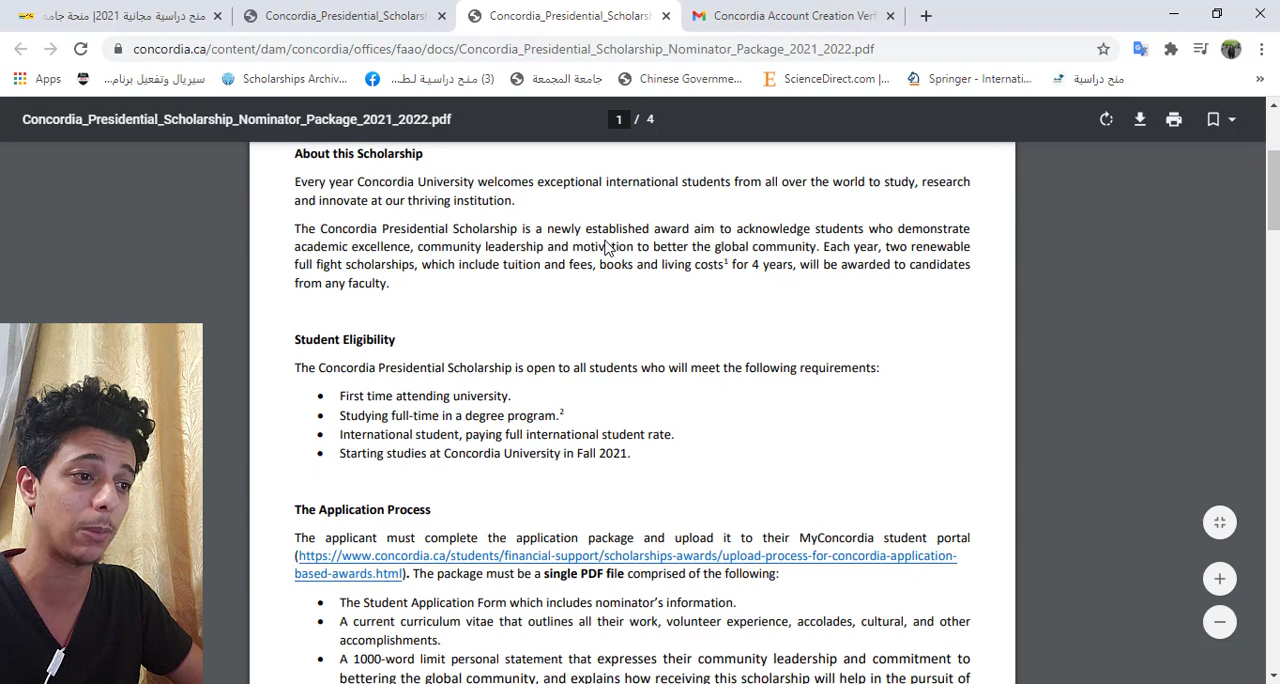 منح دراسية مجانية 2021| منحة جامع
Concordia_Presidential_Scholarsh
Concordia_Presidential_Scholarsh
Concordia Account Creation Veri
concordia.ca/content/dam/concordia/offices/faao/docs/Concordia_Presidential_Scholarship_Nominator_Package_2021_2022.pdf
Apps
سيريال وتفعيل برنام...
Scholarships Archiv...
(3) منح دراسية لـط...
جامعة المجمعة
Chinese Governme...
ScienceDirect.com |...
Springer - Internati...
منح دراسية
»
Concordia_Presidential_Scholarship_Nominator_Package_2021_2022.pdf
1 / 4
About this Scholarship
Every year Concordia University welcomes exceptional international students from all over the world to study, research
and innovate at our thriving institution.
The Concordia Presidential Scholarship is a newly established award aim to acknowledge students who demonstrate
academic excellence, community leadership and motivation to better the global community. Each year, two renewable
full fight scholarships, which include tuition and fees, books and living costs¹ for 4 years, will be awarded to candidates
from any faculty.
Student Eligibility
The Concordia Presidential Scholarship is open to all students who will meet the following requirements:
• First time attending university.
• Studying full-time in a degree program.²
• International student, paying full international student rate.
• Starting studies at Concordia University in Fall 2021.
The Application Process
The applicant must complete the application package and upload it to their MyConcordia student portal
(https://www.concordia.ca/students/financial-support/scholarships-awards/upload-process-for-concordia-application-
based-awards.html). The package must be a single PDF file comprised of the following:
• The Student Application Form which includes nominator's information.
• A current curriculum vitae that outlines all their work, volunteer experience, accolades, cultural, and other
accomplishments.
• A 1000-word limit personal statement that expresses their community leadership and commitment to
bettering the global community, and explains how receiving this scholarship will help in the pursuit of